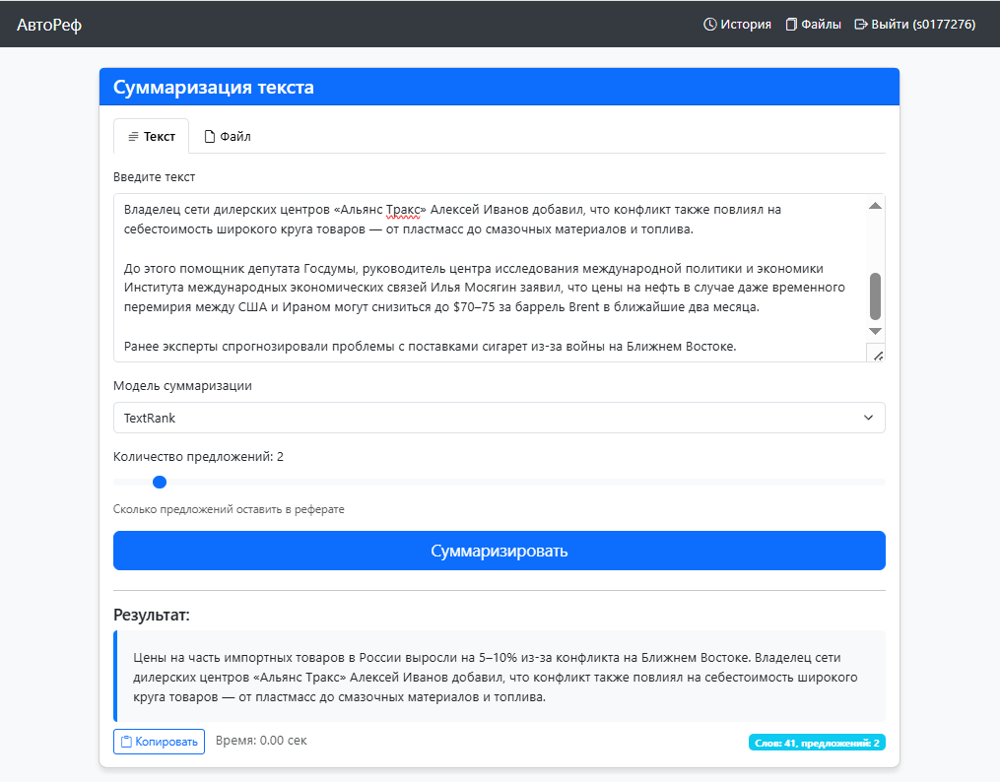 АвтоРеф
История Файлы Выйти (s0177276)
Суммаризация текста
Текст Файл
Введите текст
Владелец сети дилерских центров «Альянс Тракс» Алексей Иванов добавил, что конфликт также повлиял на
себестоимость широкого круга товаров — от пластмасс до смазочных материалов и топлива.
До этого помощник депутата Госдумы, руководитель центра исследования международной политики и экономики
Института международных экономических связей Илья Мосягин заявил, что цены на нефть в случае даже временного
перемирия между США и Ираном могут снизиться до $70–75 за баррель Brent в ближайшие два месяца.
Ранее эксперты спрогнозировали проблемы с поставками сигарет из-за войны на Ближнем Востоке.
Модель суммаризации
TextRank
Количество предложений: 2
Сколько предложений оставить в реферате
Суммаризировать
Результат:
Цены на часть импортных товаров в России выросли на 5–10% из-за конфликта на Ближнем Востоке. Владелец сети
дилерских центров «Альянс Тракс» Алексей Иванов добавил, что конфликт также повлиял на себестоимость широкого
круга товаров — от пластмасс до смазочных материалов и топлива.
Копировать Время: 0.00 сек
Слов: 41, предложений: 2